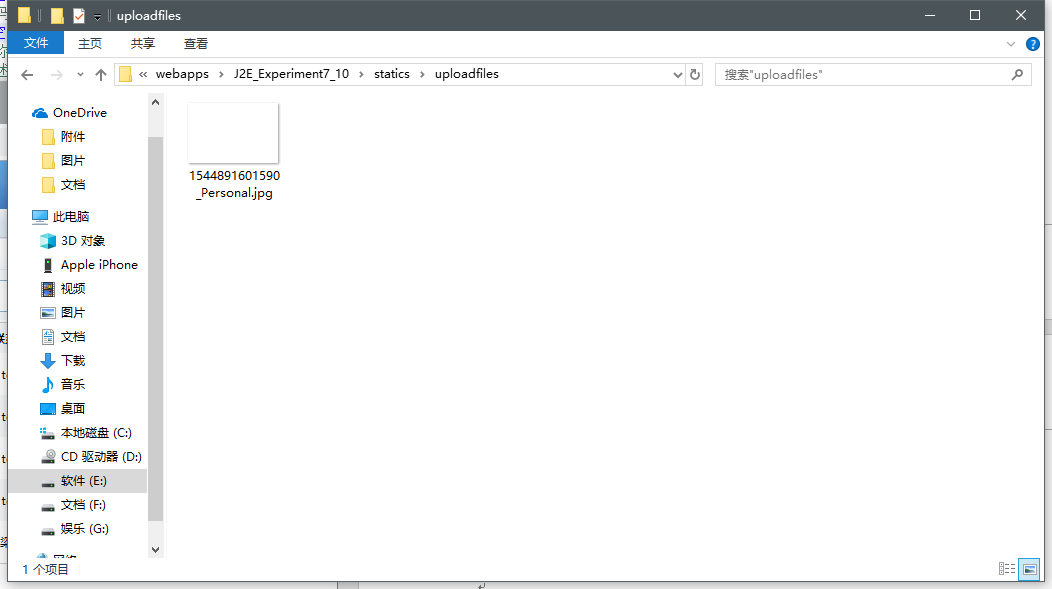 uploadfiles
文件 主页 共享 查看
« webapps › J2E_Experiment7_10 › statics › uploadfiles
搜索"uploadfiles"
OneDrive
附件
图片
文档
此电脑
3D 对象
Apple iPhone
视频
图片
文档
下载
音乐
桌面
本地磁盘 (C:)
CD 驱动器 (D:)
软件 (E:)
文档 (F:)
娱乐 (G:)
1544891601590
_Personal.jpg
1 个项目